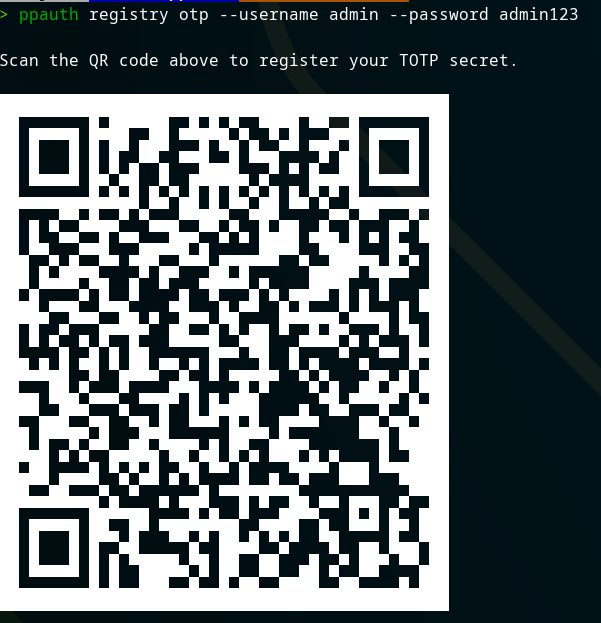 > ppauth registry otp --username admin --password admin123
Scan the QR code above to register your TOTP secret.